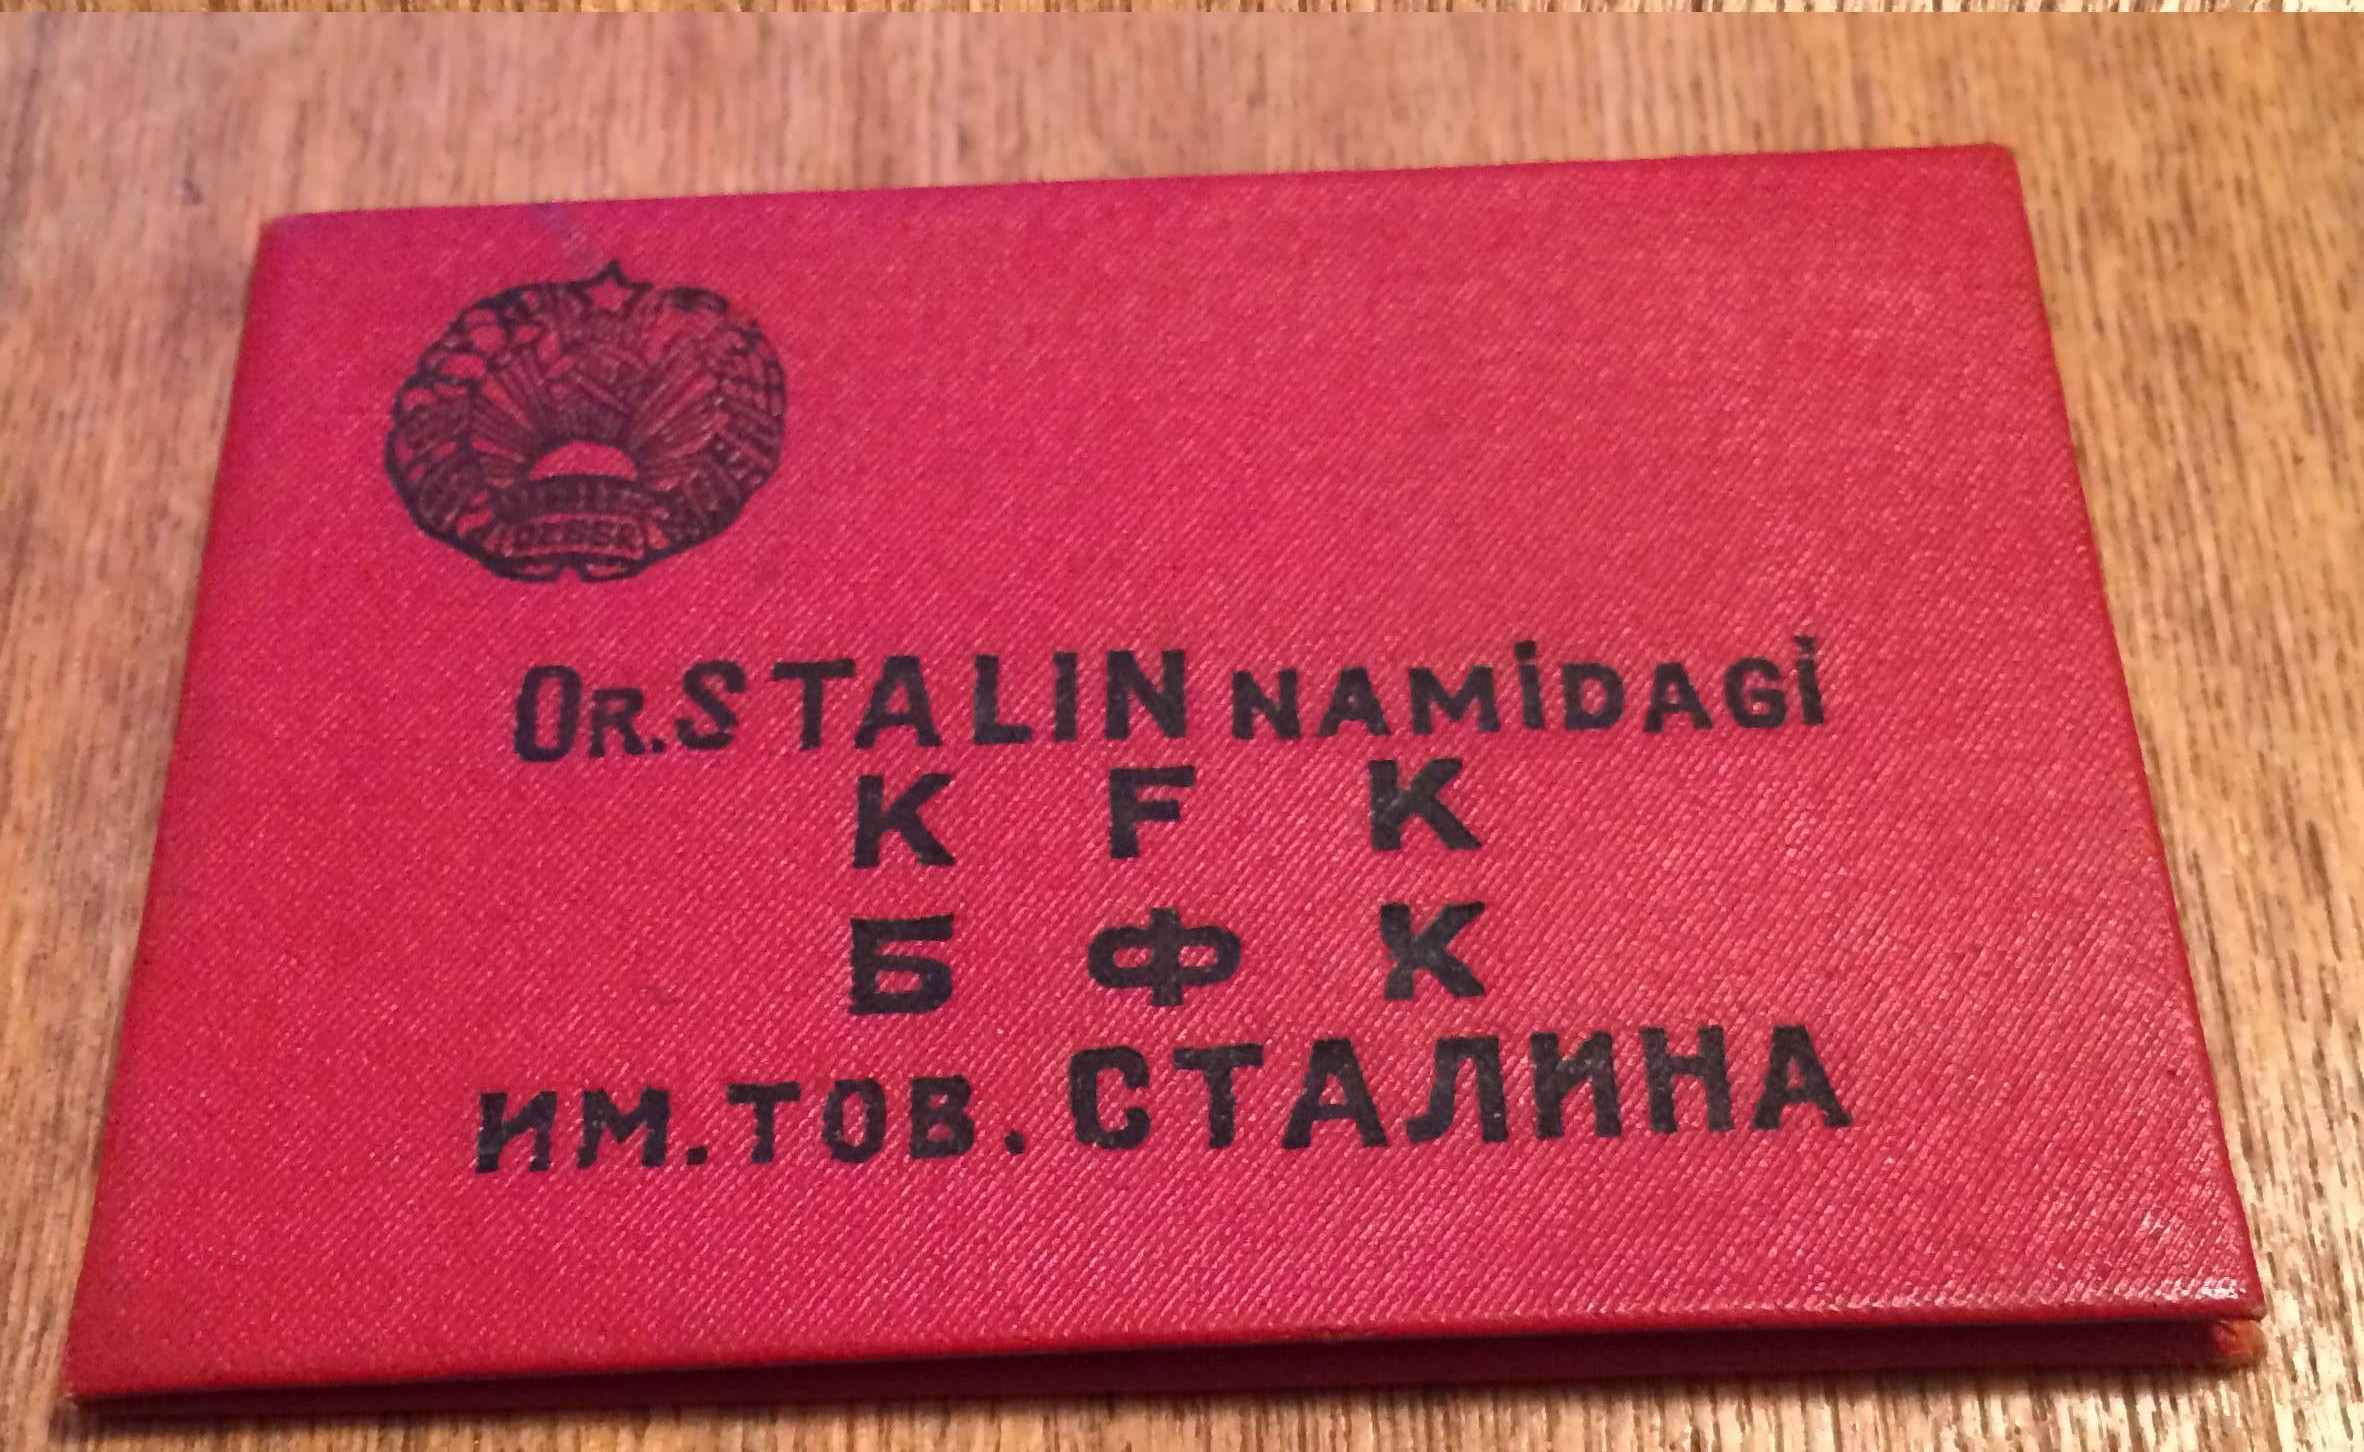 OR. STALIN NAMİDAGİ
K F K
Б Ф К
ИМ. ТОВ. СТАЛИНА